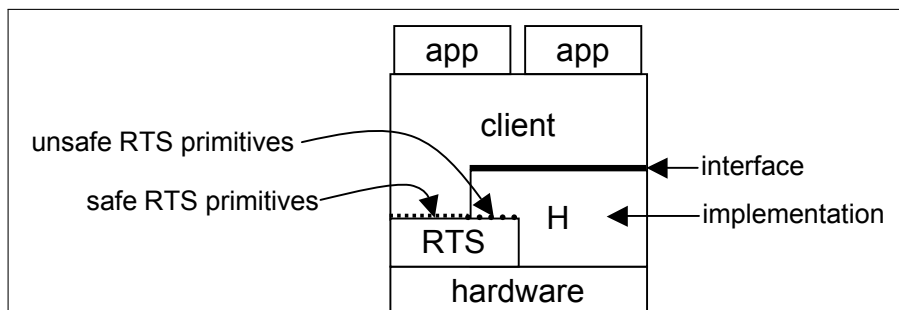 app app
client
unsafe RTS primitives
interface
safe RTS primitives
implementation
H
RTS
hardware